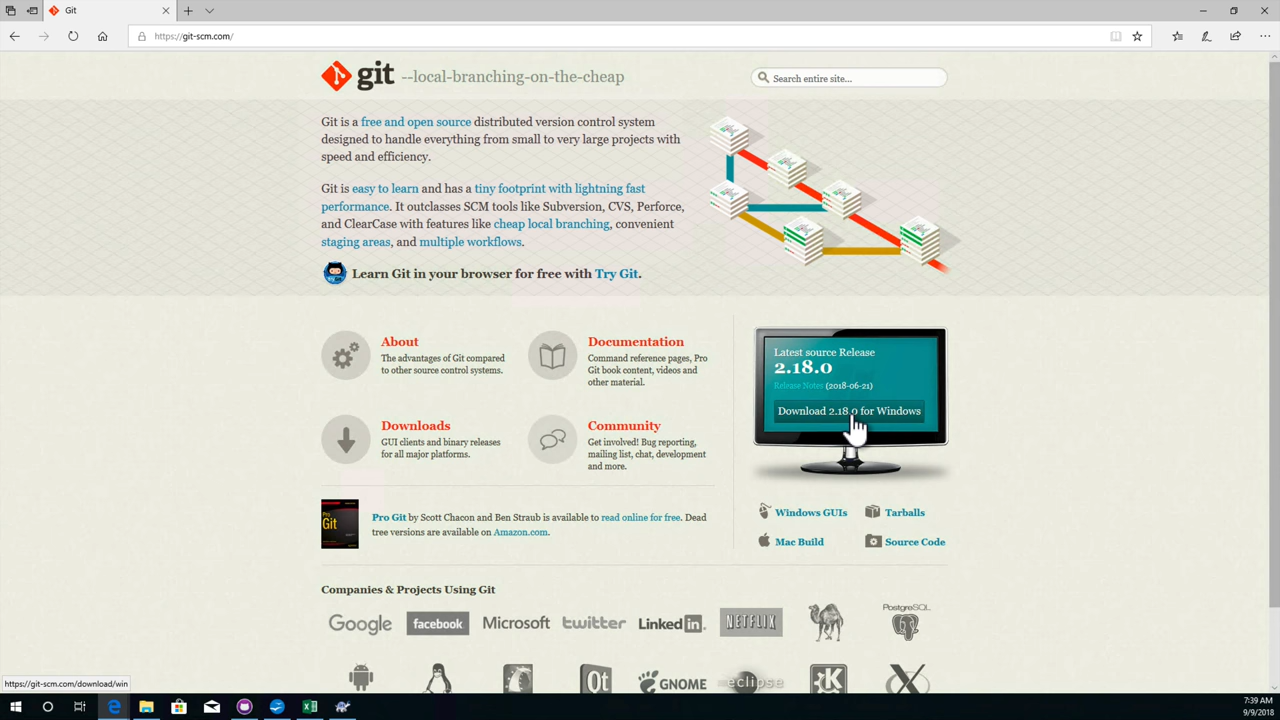 Git
https://git-scm.com/
git --local-branching-on-the-cheap
Search entire site...
Git is a free and open source distributed version control system
designed to handle everything from small to very large projects with
speed and efficiency.
Git is easy to learn and has a tiny footprint with lightning fast
performance. It outclasses SCM tools like Subversion, CVS, Perforce,
and ClearCase with features like cheap local branching, convenient
staging areas, and multiple workflows.
Learn Git in your browser for free with Try Git.
About
The advantages of Git compared
to other source control systems.
Documentation
Command reference pages, Pro
Git book content, videos and
other material.
Downloads
GUI clients and binary releases
for all major platforms.
Community
Get involved! Bug reporting,
mailing list, chat, development
and more.
Latest source Release
2.18.0
Release Notes (2018-06-21)
Download 2.18.0 for Windows
Windows GUIs
Tarballs
Mac Build
Source Code
Pro Git
Pro Git by Scott Chacon and Ben Straub is available to read online for free. Dead
tree versions are available on Amazon.com.
Companies & Projects Using Git
Google
facebook
Microsoft
twitter
LinkedIn
NETFLIX
PostgreSQL
Qt
GNOME
eclipse
https://git-scm.com/download/win
7:39 AM
9/9/2018